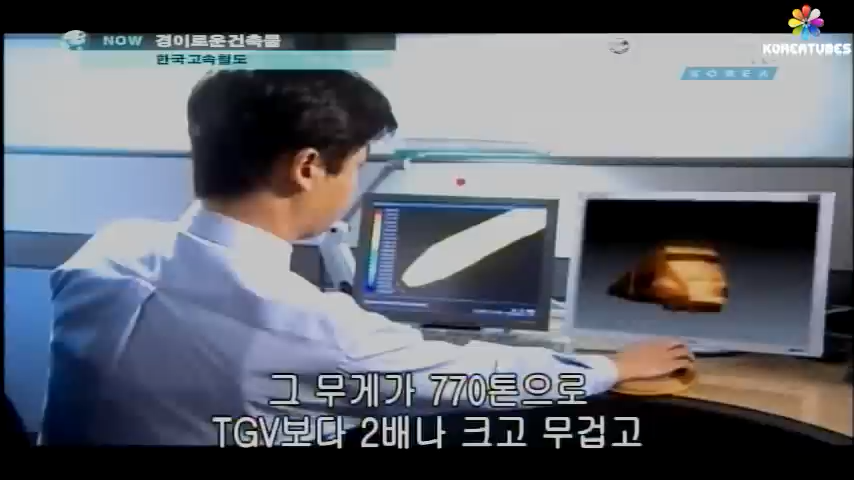 NOW 경이로운건축물
한국고속철도
KOREATUBES
KOREA
그 무게가 770톤으로
TGV보다 2배나 크고 무겁고